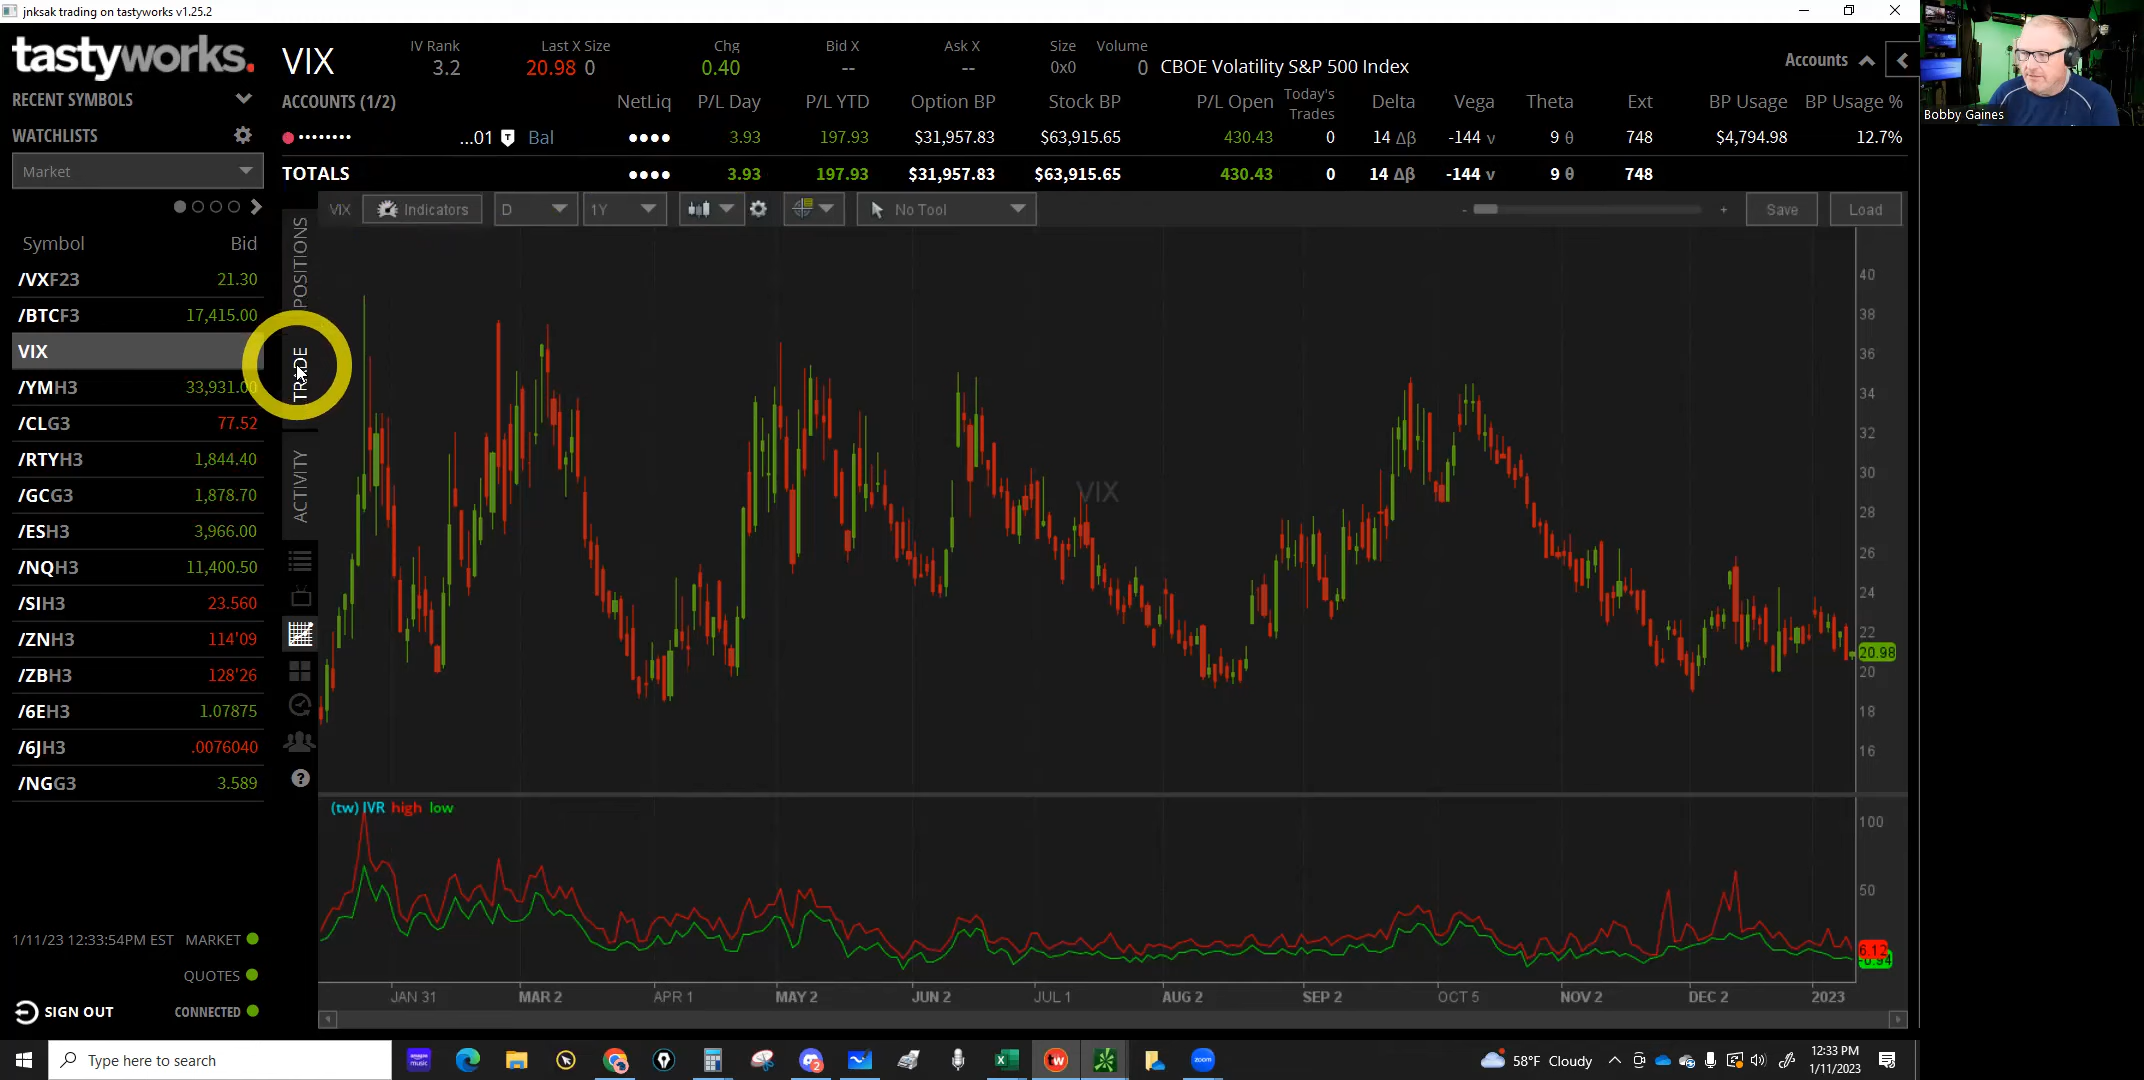 jnksak trading on tastyworks v1.25.2
tastyworks.
VIX
IV Rank
3.2
Last X Size
20.98 0
Chg
0.40
Bid X
--
Ask X
--
Size
0x0
Volume
0
CBOE Volatility S&P 500 Index
Accounts
Bobby Gaines
RECENT SYMBOLS
ACCOUNTS (1/2) NetLiq P/L Day P/L YTD Option BP Stock BP P/L Open Today's Trades Delta Vega Theta Ext BP Usage BP Usage %
...01 Bal 3.93 197.93 $31,957.83 $63,915.65 430.43 0 14 Δβ -144 ν 9 θ 748 $4,794.98 12.7%
TOTALS 3.93 197.93 $31,957.83 $63,915.65 430.43 0 14 Δβ -144 ν 9 θ 748
WATCHLISTS
Market
Symbol Bid
/VXF23 21.30
/BTCF3 17,415.00
VIX
/YMH3 33,931.00
/CLG3 77.52
/RTYH3 1,844.40
/GCG3 1,878.70
/ESH3 3,966.00
/NQH3 11,400.50
/SIH3 23.560
/ZNH3 114'09
/ZBH3 128'26
/6EH3 1.07875
/6JH3 .0076040
/NGG3 3.589
1/11/23 12:33:54PM EST MARKET
QUOTES
SIGN OUT CONNECTED
POSITIONS
TRADE
ACTIVITY
VIX Indicators D 1Y No Tool - + Save Load
VIX
40
38
36
34
32
30
28
26
24
22
20.98
20
18
16
(tw) IVR high low
100
50
6.12
JAN 31 MAR 2 APR 1 MAY 2 JUN 2 JUL 1 AUG 2 SEP 2 OCT 5 NOV 2 DEC 2 2023
Type here to search
58°F Cloudy
12:33 PM
1/11/2023